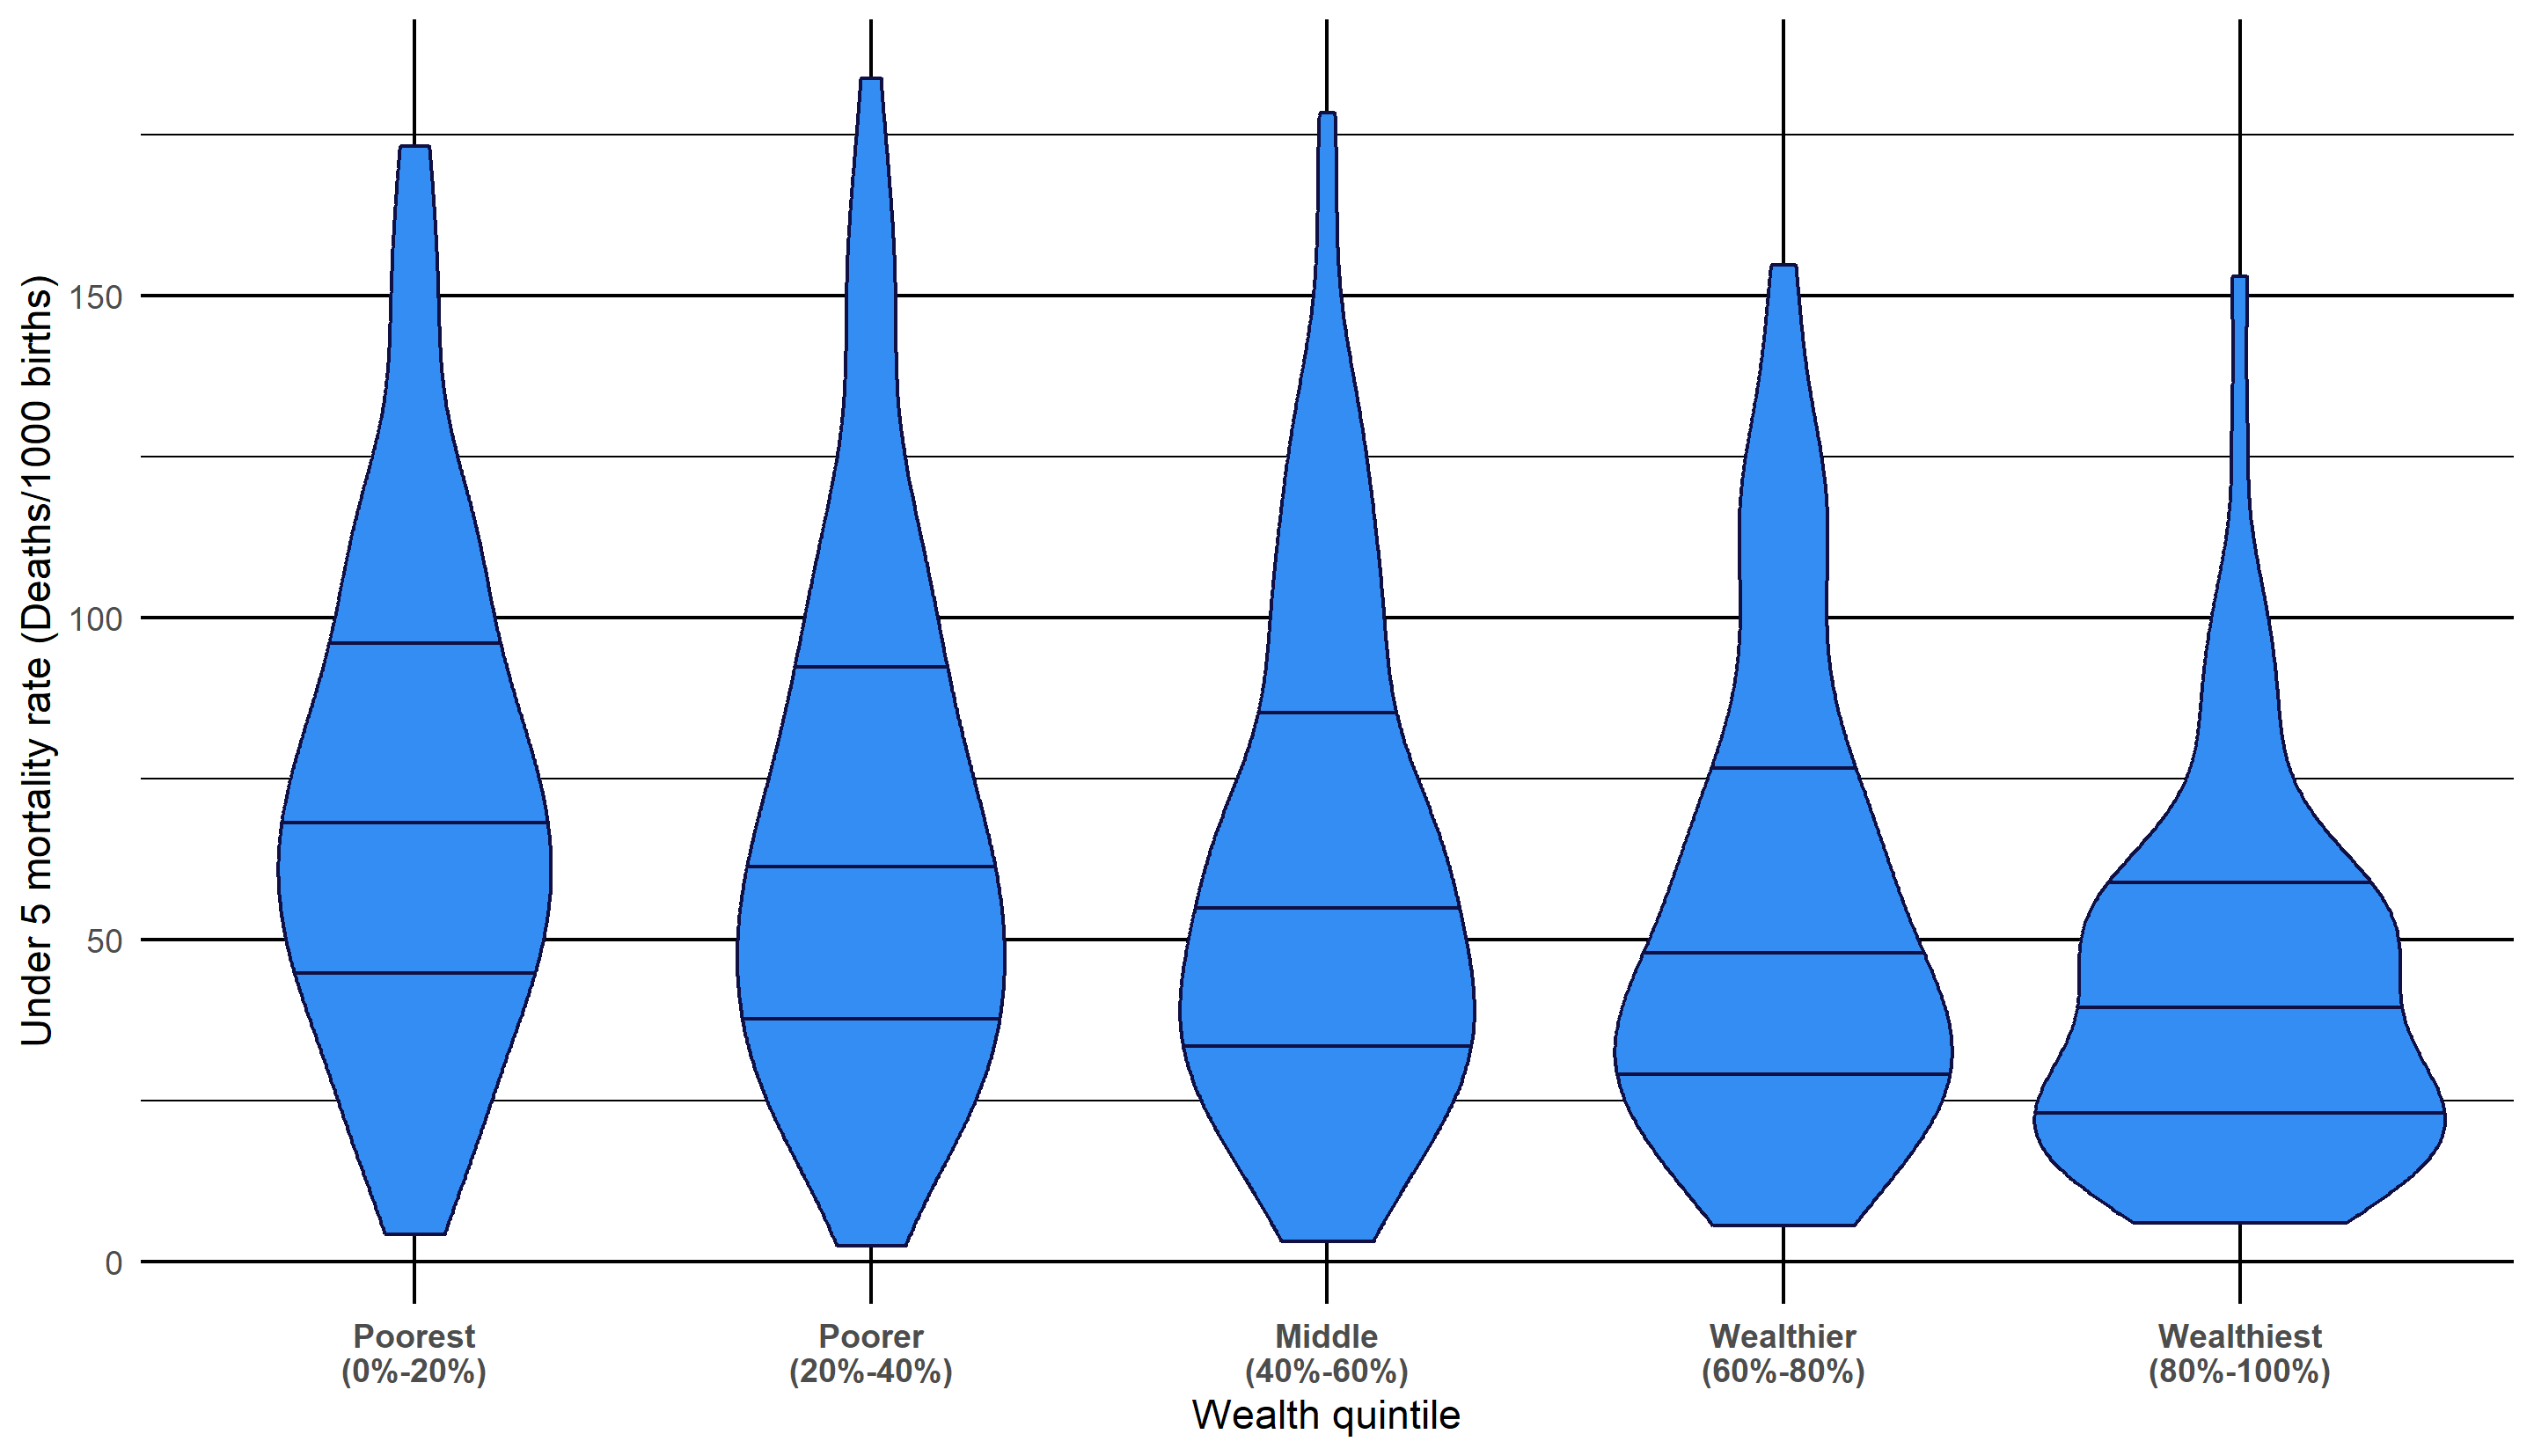 Under 5 mortality rate (Deaths/1000 births)
150
100
50
0
Poorest
(0%-20%)
Poorer
(20%-40%)
Middle
(40%-60%)
Wealthier
(60%-80%)
Wealthiest
(80%-100%)
Wealth quintile